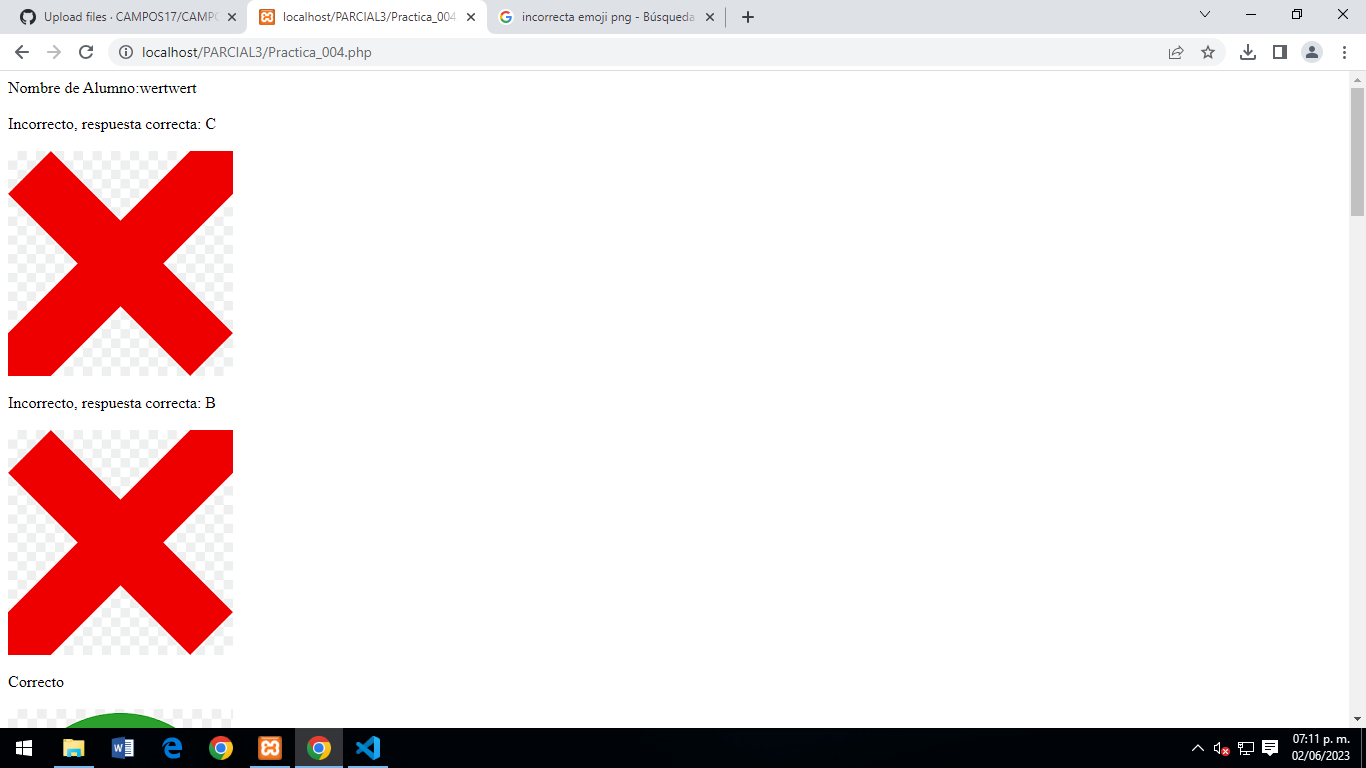 Upload files · CAMPOS17/CAMPO
localhost/PARCIAL3/Practica_004.
incorrecta emoji png - Búsqueda
localhost/PARCIAL3/Practica_004.php
Nombre de Alumno:wertwert
Incorrecto, respuesta correcta: C
Incorrecto, respuesta correcta: B
Correcto
07:11 p. m.
02/06/2023